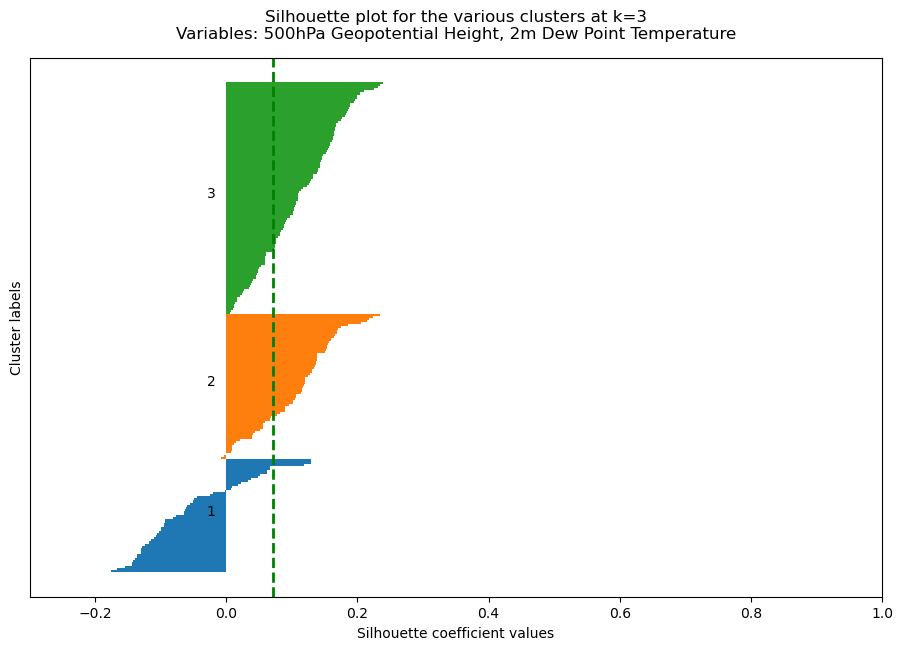 Silhouette plot for the various clusters at k=3
Variables: 500hPa Geopotential Height, 2m Dew Point Temperature
Cluster labels
3
2
1
−0.2 0.0 0.2 0.4 0.6 0.8 1.0
Silhouette coefficient values